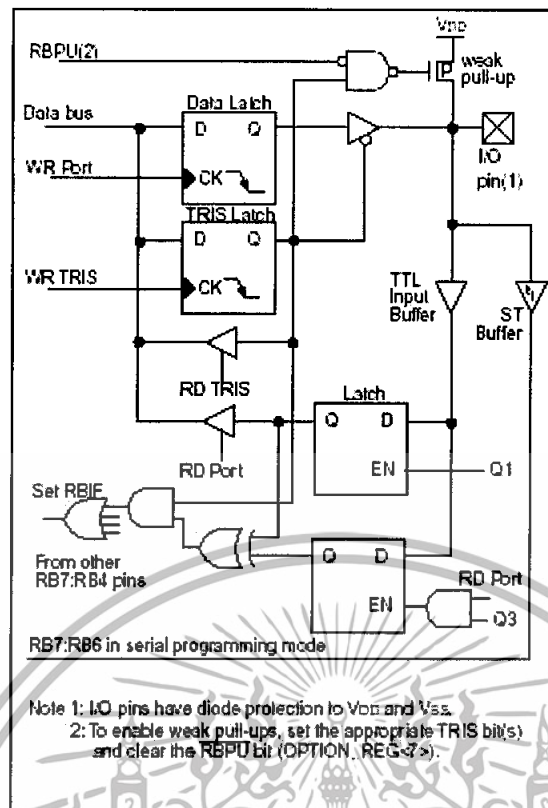 VDD
RBPU(2)
weak
pull-up
Data bus
Data Latch
D Q
WR Port
CK
I/O
pin(1)
TRIS Latch
D Q
WR TRIS
CK
TTL
Input
Buffer
ST
Buffer
RD TRIS
Latch
Q D
RD Port
EN
Q1
Set RBIF
From other
RB7:RB4 pins
Q D
RD Port
EN
Q3
RB7:RB6 in serial programming mode
Note 1: I/O pins have diode protection to VDD and VSS.
2: To enable weak pull-ups, set the appropriate TRIS bit(s)
and clear the RBPU bit (OPTION_REG<7>).